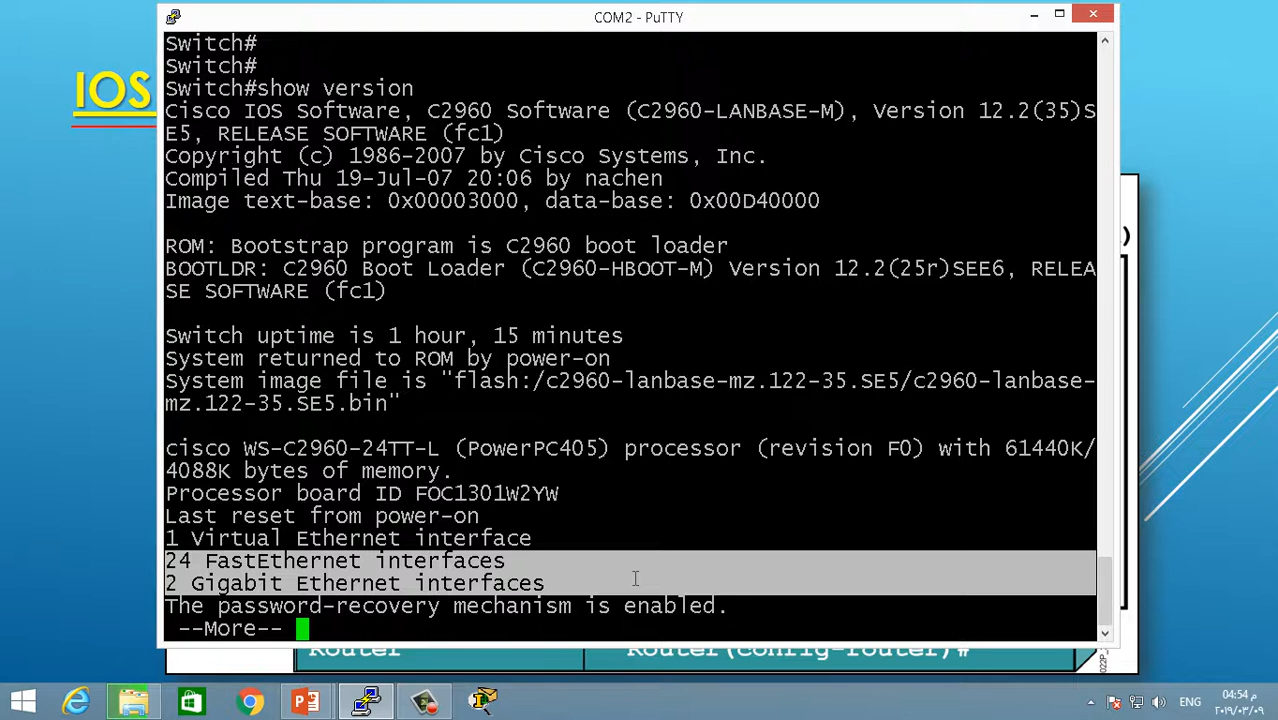 COM2 - PuTTY
IOS
Switch#
Switch#
Switch#show version
Cisco IOS Software, C2960 Software (C2960-LANBASE-M), Version 12.2(35)S
E5, RELEASE SOFTWARE (fc1)
Copyright (c) 1986-2007 by Cisco Systems, Inc.
Compiled Thu 19-Jul-07 20:06 by nachen
Image text-base: 0x00003000, data-base: 0x00D40000
ROM: Bootstrap program is C2960 boot loader
BOOTLDR: C2960 Boot Loader (C2960-HBOOT-M) Version 12.2(25r)SEE6, RELEA
SE SOFTWARE (fc1)
Switch uptime is 1 hour, 15 minutes
System returned to ROM by power-on
System image file is "flash:/c2960-lanbase-mz.122-35.SE5/c2960-lanbase-
mz.122-35.SE5.bin"
cisco WS-C2960-24TT-L (PowerPC405) processor (revision F0) with 61440K/
4088K bytes of memory.
Processor board ID FOC1301W2YW
Last reset from power-on
1 Virtual Ethernet interface
24 FastEthernet interfaces
2 Gigabit Ethernet interfaces
The password-recovery mechanism is enabled.
--More--
)
Router Router(config-router)#
ENG
04:54 م
٢٠١٩/٠٣/٠٩